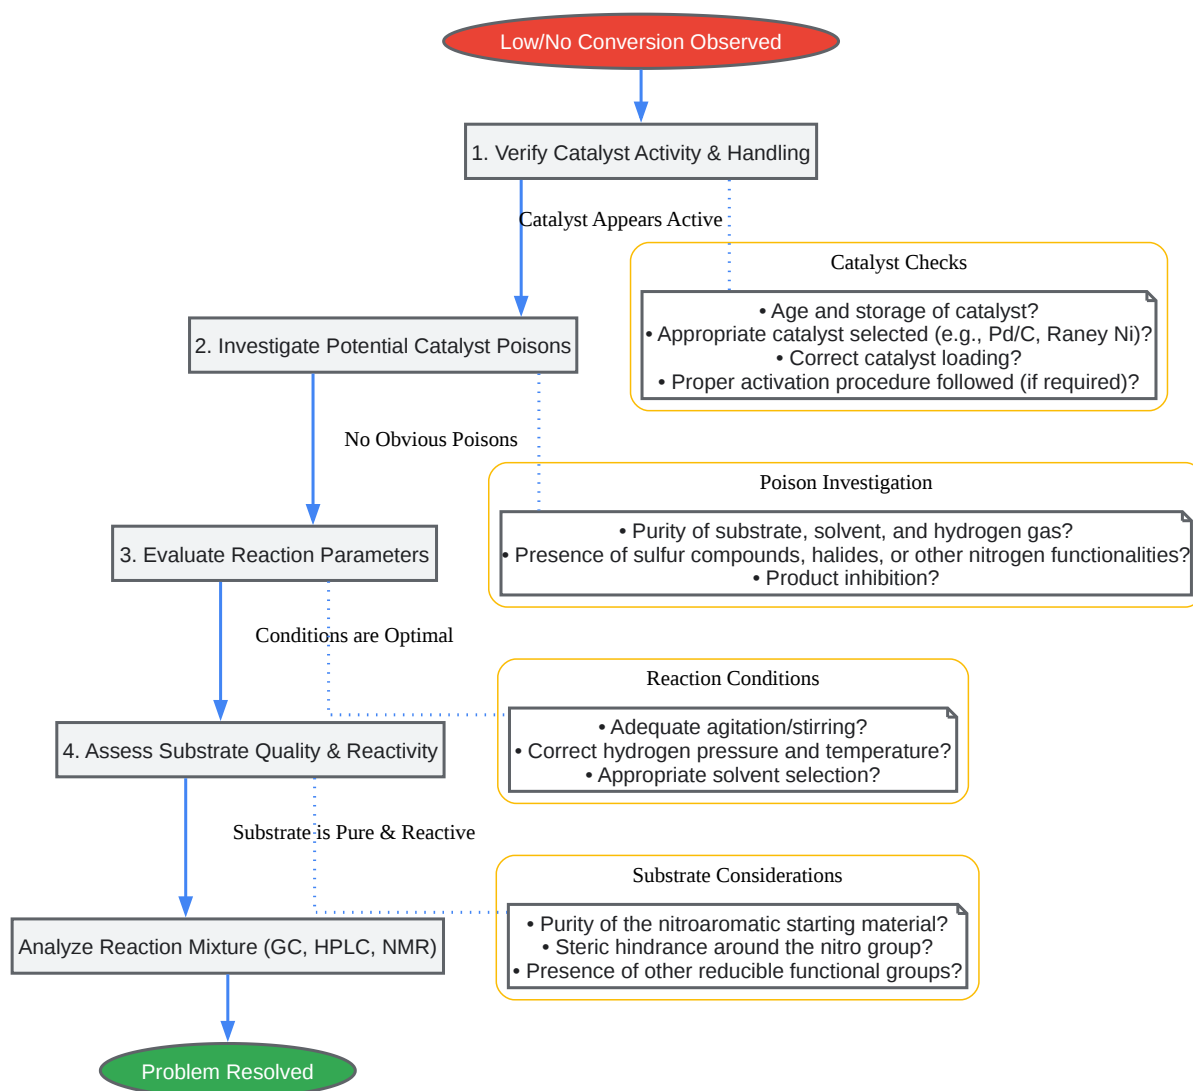 Low/No Conversion Observed
1. Verify Catalyst Activity & Handling
Catalyst Appears Active
Catalyst Checks
• Age and storage of catalyst?
• Appropriate catalyst selected (e.g., Pd/C, Raney Ni)?
• Correct catalyst loading?
• Proper activation procedure followed (if required)?
2. Investigate Potential Catalyst Poisons
No Obvious Poisons
Poison Investigation
• Purity of substrate, solvent, and hydrogen gas?
• Presence of sulfur compounds, halides, or other nitrogen functionalities?
• Product inhibition?
3. Evaluate Reaction Parameters
Conditions are Optimal
Reaction Conditions
• Adequate agitation/stirring?
• Correct hydrogen pressure and temperature?
• Appropriate solvent selection?
4. Assess Substrate Quality & Reactivity
Substrate is Pure & Reactive
Substrate Considerations
• Purity of the nitroaromatic starting material?
• Steric hindrance around the nitro group?
• Presence of other reducible functional groups?
Analyze Reaction Mixture (GC, HPLC, NMR)
Problem Resolved